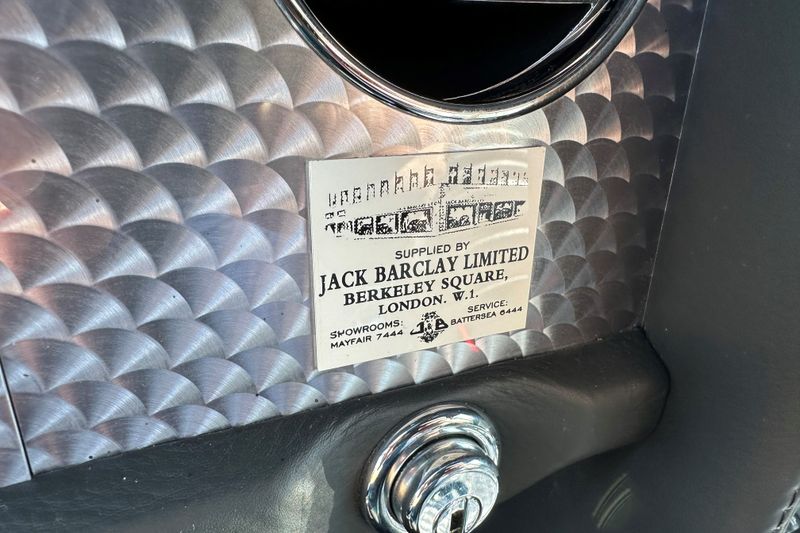 SUPPLIED BY
JACK BARCLAY LIMITED
BERKELEY SQUARE,
LONDON. W.1.
SHOWROOMS:
MAYFAIR 7444
SERVICE:
BATTERSEA 6444